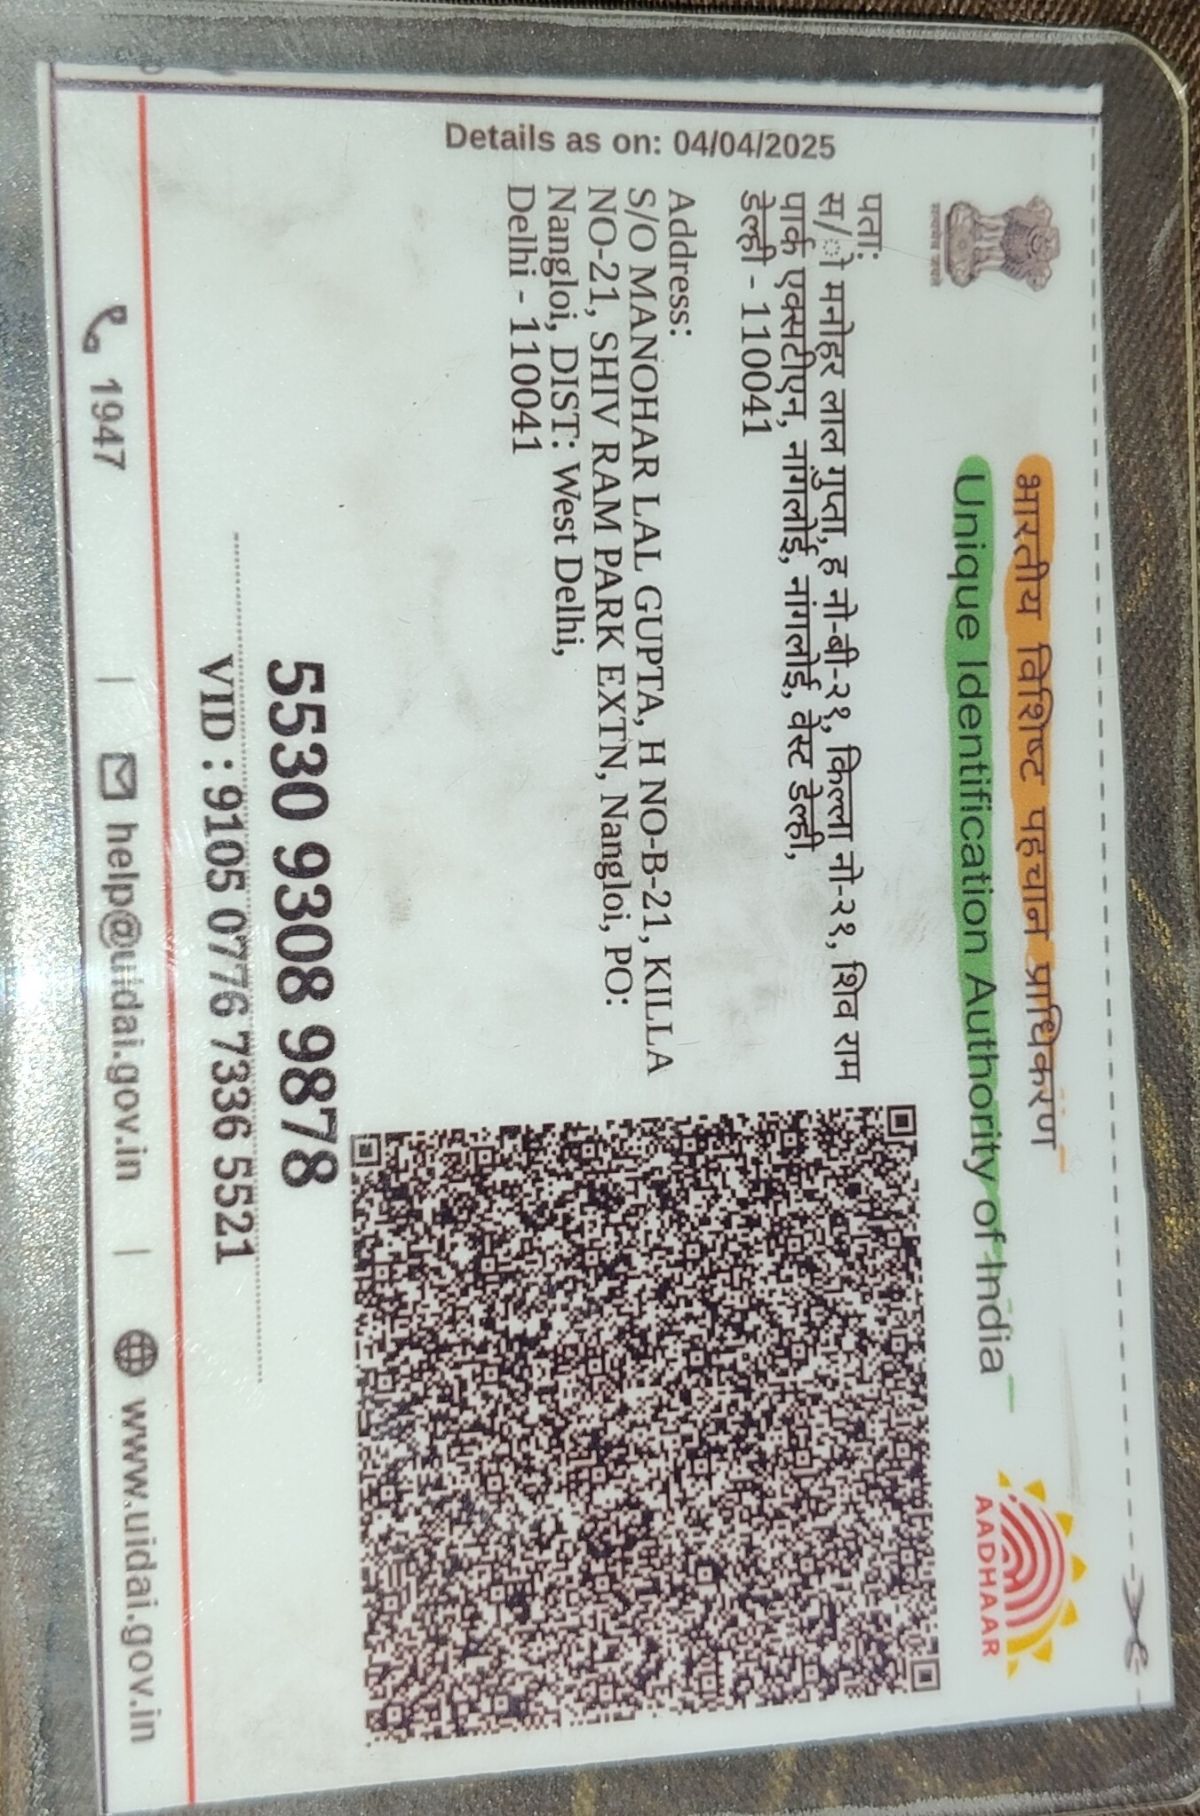 भारतीय विशिष्ट पहचान प्राधिकरण
Unique Identification Authority of India
सत्यमेव जयते
AADHAAR
Details as on: 04/04/2025
पता:
स/ो मनोहर लाल गुप्ता, ह नो-बी-२१, किल्ला नो-२१, शिव राम
पार्क एक्सटीएन, नांगलोई, नांगलोई, वेस्ट डेल्ही,
डेल्ही - 110041
Address:
S/O MANOHAR LAL GUPTA, H NO-B-21, KILLA
NO-21, SHIV RAM PARK EXTN, Nangloi, PO:
Nangloi, DIST: West Delhi,
Delhi - 110041
5530 9308 9878
VID : 9105 0776 7336 5521
1947 | help@uidai.gov.in | www.uidai.gov.in